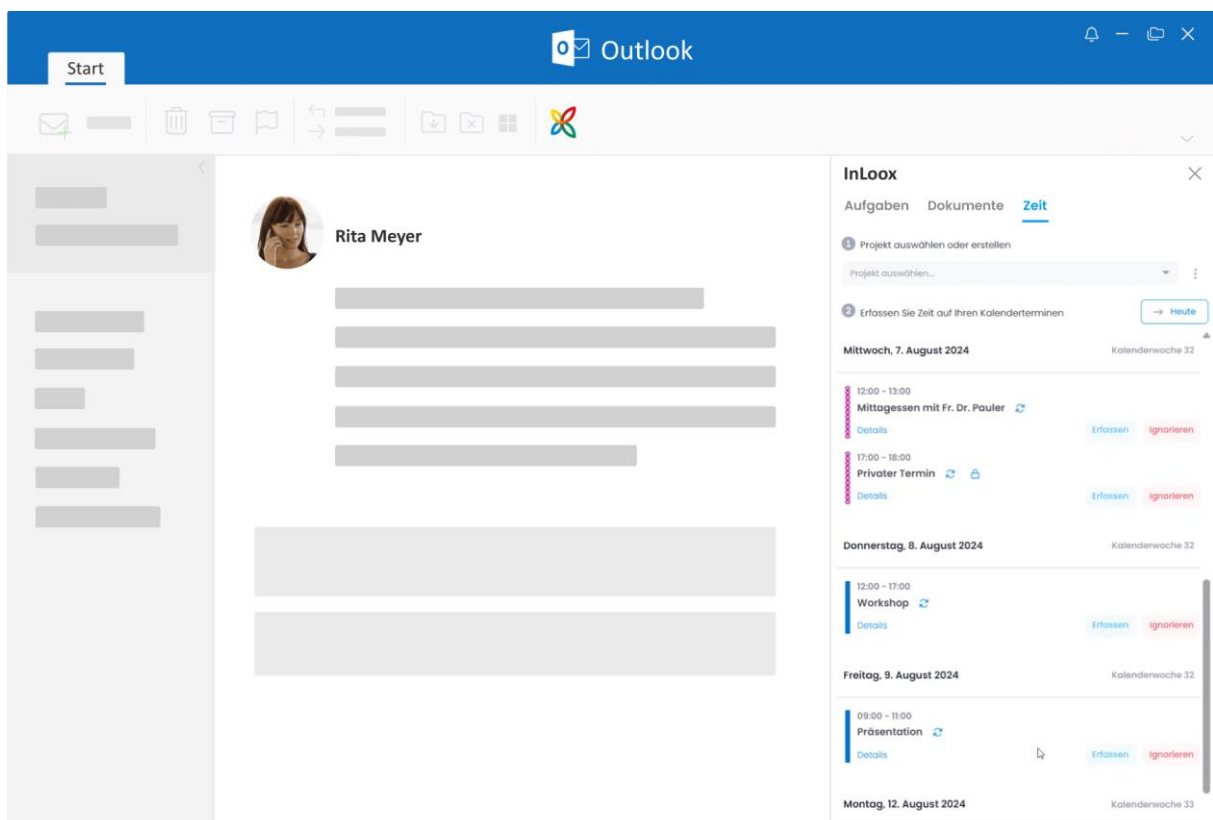 Outlook
Start
InLoox
Aufgaben Dokumente Zeit
1 Projekt auswählen oder erstellen
Projekt auswählen...
2 Erfassen Sie Zeit auf Ihren Kalenderterminen → Heute
Mittwoch, 7. August 2024 Kalenderwoche 32
12:00 - 13:00
Mittagessen mit Fr. Dr. Pauler
Details Erfassen Ignorieren
17:00 - 18:00
Privater Termin
Details Erfassen Ignorieren
Donnerstag, 8. August 2024 Kalenderwoche 32
12:00 - 17:00
Workshop
Details Erfassen Ignorieren
Freitag, 9. August 2024 Kalenderwoche 32
09:00 - 11:00
Präsentation
Details Erfassen Ignorieren
Montag, 12. August 2024 Kalenderwoche 33
Rita Meyer